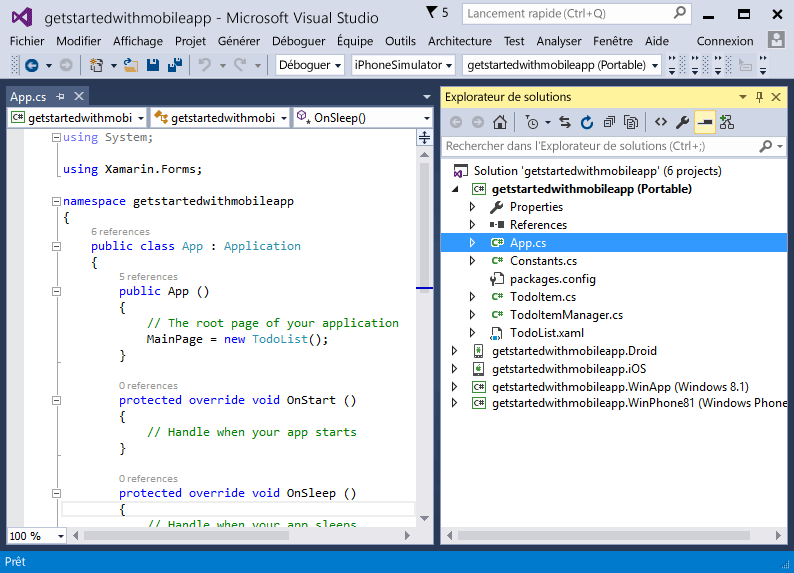 getstartedwithmobileapp - Microsoft Visual Studio
5
Lancement rapide (Ctrl+Q)
Fichier Modifier Affichage Projet Générer Déboguer Équipe Outils Architecture Test Analyser Fenêtre Aide Connexion
Déboguer iPhoneSimulator getstartedwithmobileapp (Portable)
App.cs
getstartedwithmobi getstartedwithmobi OnSleep()
using System;
using Xamarin.Forms;
namespace getstartedwithmobileapp
{
6 references
public class App : Application
{
5 references
public App ()
{
// The root page of your application
MainPage = new TodoList();
}
0 references
protected override void OnStart ()
{
// Handle when your app starts
}
0 references
protected override void OnSleep ()
{
// Handle when your app sleeps
100 %
Explorateur de solutions
Rechercher dans l'Explorateur de solutions (Ctrl+;)
Solution 'getstartedwithmobileapp' (6 projects)
getstartedwithmobileapp (Portable)
Properties
References
App.cs
Constants.cs
packages.config
TodoItem.cs
TodoItemManager.cs
TodoList.xaml
getstartedwithmobileapp.Droid
getstartedwithmobileapp.iOS
getstartedwithmobileapp.WinApp (Windows 8.1)
getstartedwithmobileapp.WinPhone81 (Windows Phone
Prêt